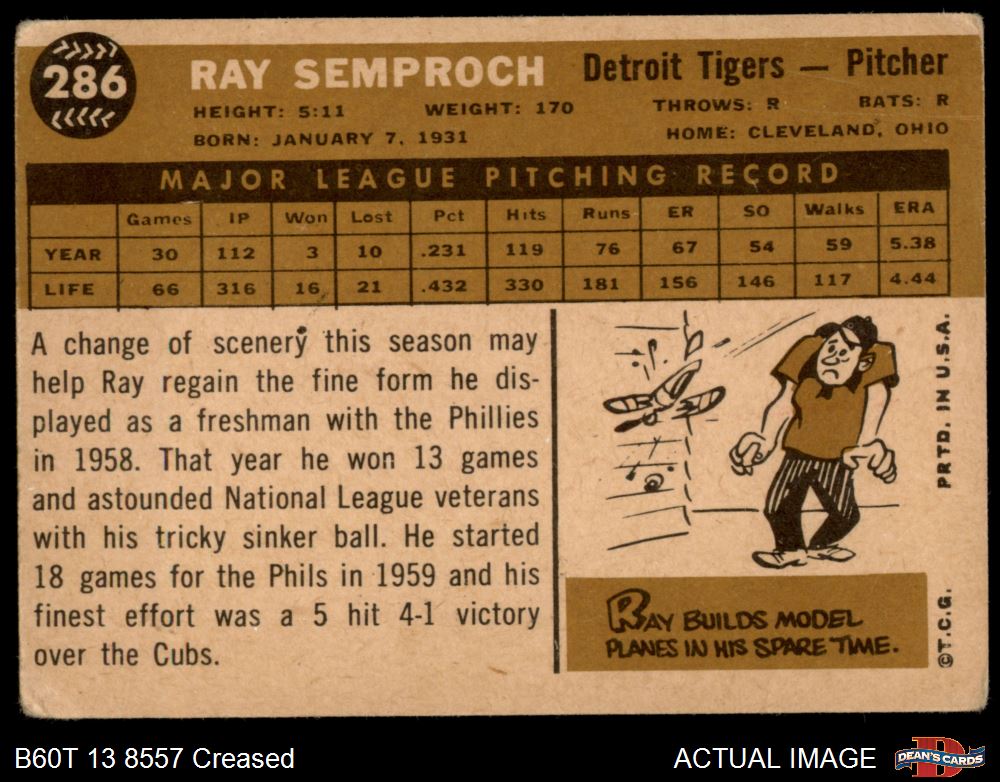 286
RAY SEMPROCH Detroit Tigers — Pitcher
HEIGHT: 5:11 WEIGHT: 170 THROWS: R BATS: R
BORN: JANUARY 7, 1931 HOME: CLEVELAND, OHIO
MAJOR LEAGUE PITCHING RECORD
Games IP Won Lost Pct Hits Runs ER SO Walks ERA
YEAR 30 112 3 10 .231 119 76 67 54 59 5.38
LIFE 66 316 16 21 .432 330 181 156 146 117 4.44
A change of scenery this season may
help Ray regain the fine form he dis-
played as a freshman with the Phillies
in 1958. That year he won 13 games
and astounded National League veterans
with his tricky sinker ball. He started
18 games for the Phils in 1959 and his
finest effort was a 5 hit 4-1 victory
over the Cubs.
RAY BUILDS MODEL
PLANES IN HIS SPARE TIME.
PRTD. IN U.S.A.
©T.C.G.
B60T 13 8557 Creased
ACTUAL IMAGE
D
DEAN'S CARDS